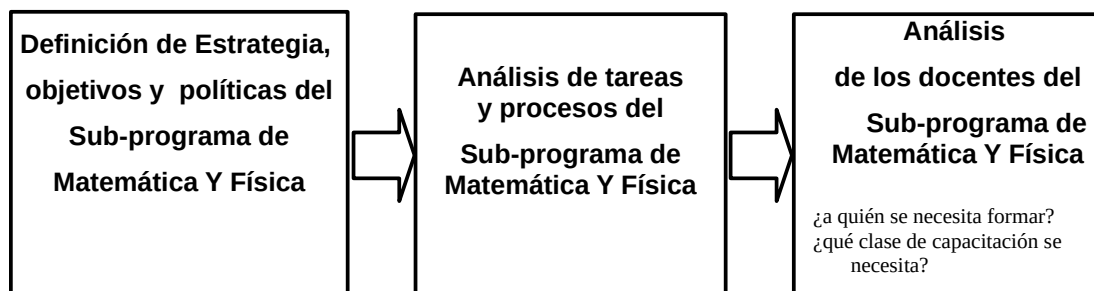 Definición de Estrategia,
objetivos y políticas del
Sub-programa de
Matemática Y Física
Análisis de tareas
y procesos del
Sub-programa de
Matemática Y Física
Análisis
de los docentes del
Sub-programa de
Matemática Y Física
¿a quién se necesita formar?
¿qué clase de capacitación se
necesita?